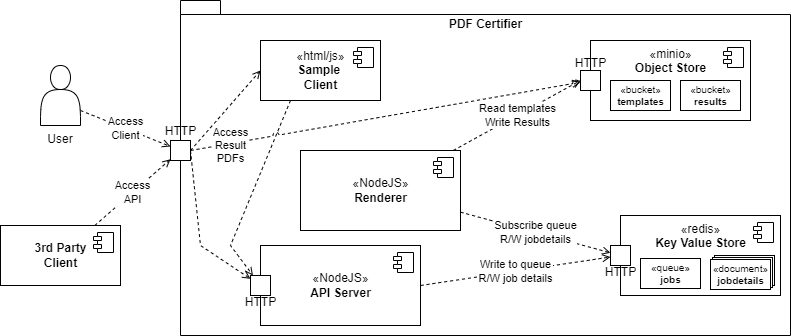 PDF Certifier
«html/js»
Sample
Client
HTTP
«minio»
Object Store
«bucket»
templates
«bucket»
results
User
Access
Client
HTTP
Access
Result
PDFs
Read templates
Write Results
Access
API
«NodeJS»
Renderer
3rd Party
Client
Subscribe queue
R/W jobdetails
«redis»
Key Value Store
HTTP
«queue»
jobs
«document»
jobdetails
Write to queue
R/W job details
«NodeJS»
API Server
HTTP